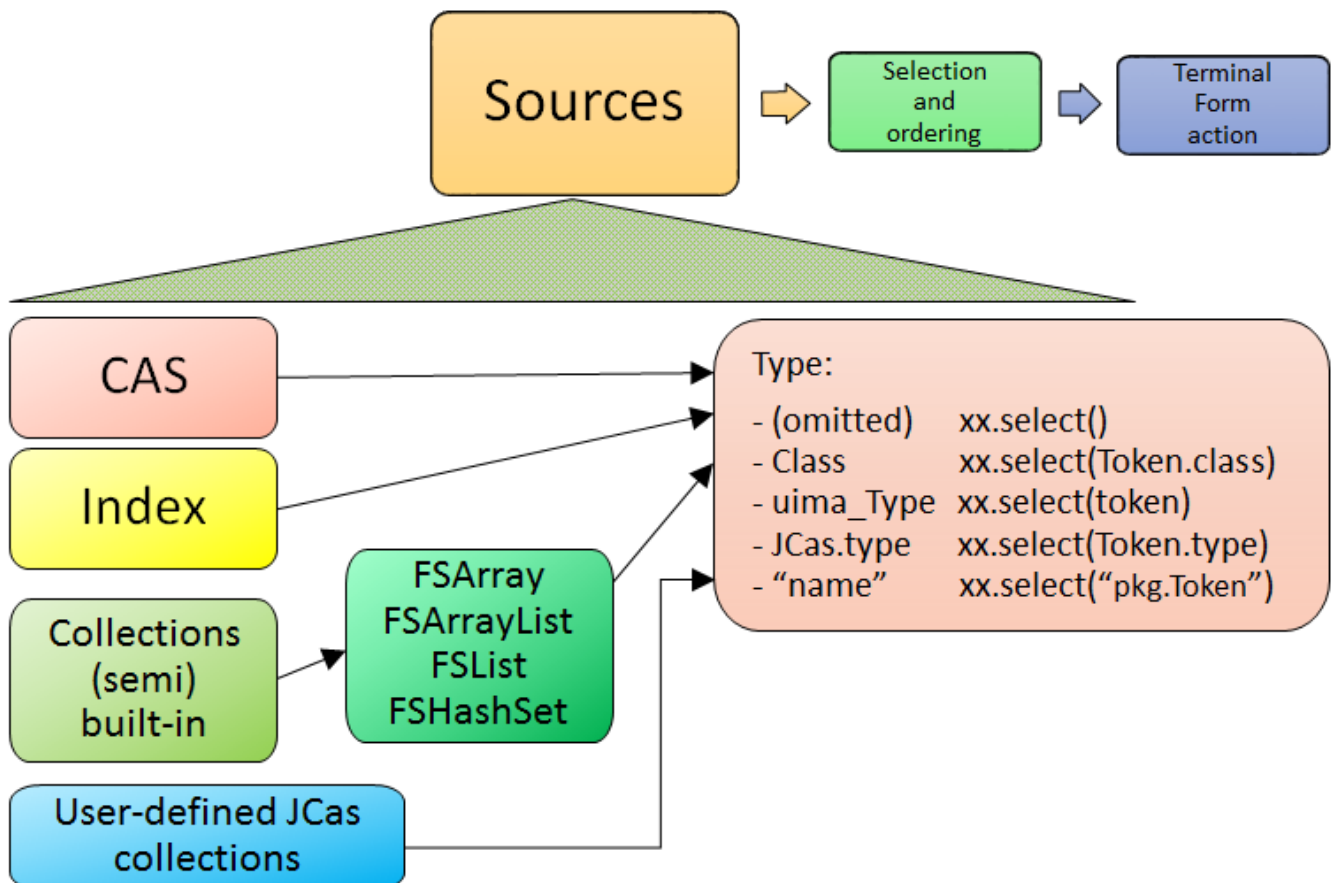 Sources
Selection
and
ordering
Terminal
Form
action
CAS
Index
Collections
(semi)
built-in
FSArray
FSArrayList
FSList
FSHashSet
User-defined JCas
collections
Type:
- (omitted) xx.select()
- Class xx.select(Token.class)
- uima_Type xx.select(token)
- JCas.type xx.select(Token.type)
- “name” xx.select(“pkg.Token”)